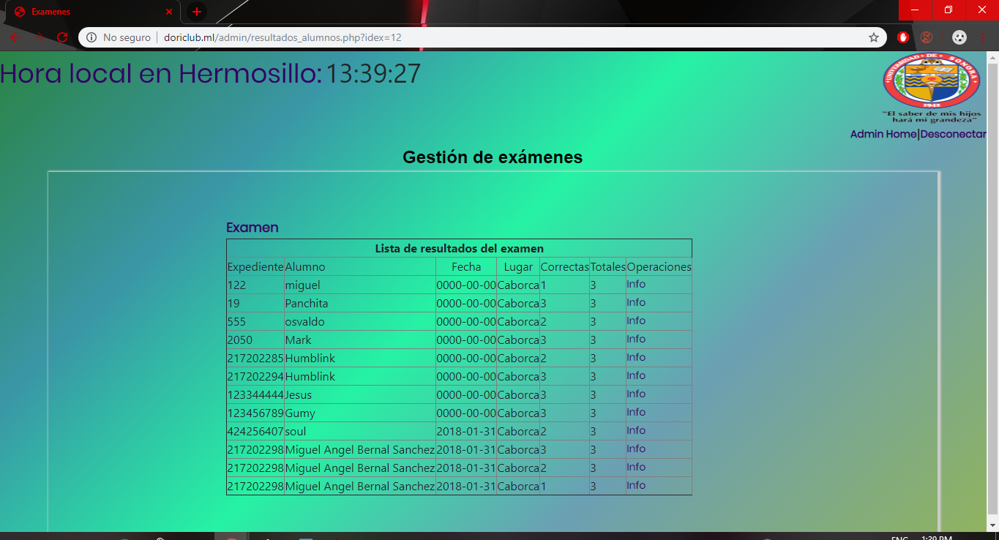 Examenes
No seguro doriclub.ml/admin/resultados_alumnos.php?idex=12
Hora local en Hermosillo: 13:39:27
UNIVERSIDAD DE SONORA
1942
"El saber de mis hijos
hará mi grandeza"
Admin Home|Desconectar
Gestión de exámenes
Examen
Lista de resultados del examen
Expediente Alumno Fecha Lugar Correctas Totales Operaciones
122 miguel 0000-00-00 Caborca 1 3 Info
19 Panchita 0000-00-00 Caborca 3 3 Info
555 osvaldo 0000-00-00 Caborca 2 3 Info
2050 Mark 0000-00-00 Caborca 3 3 Info
217202285 Humblink 0000-00-00 Caborca 2 3 Info
217202294 Humblink 0000-00-00 Caborca 3 3 Info
123344444 Jesus 0000-00-00 Caborca 3 3 Info
123456789 Gumy 0000-00-00 Caborca 3 3 Info
424256407 soul 2018-01-31 Caborca 2 3 Info
217202298 Miguel Angel Bernal Sanchez 2018-01-31 Caborca 3 3 Info
217202298 Miguel Angel Bernal Sanchez 2018-01-31 Caborca 2 3 Info
217202298 Miguel Angel Bernal Sanchez 2018-01-31 Caborca 1 3 Info
ENG 1:39 PM